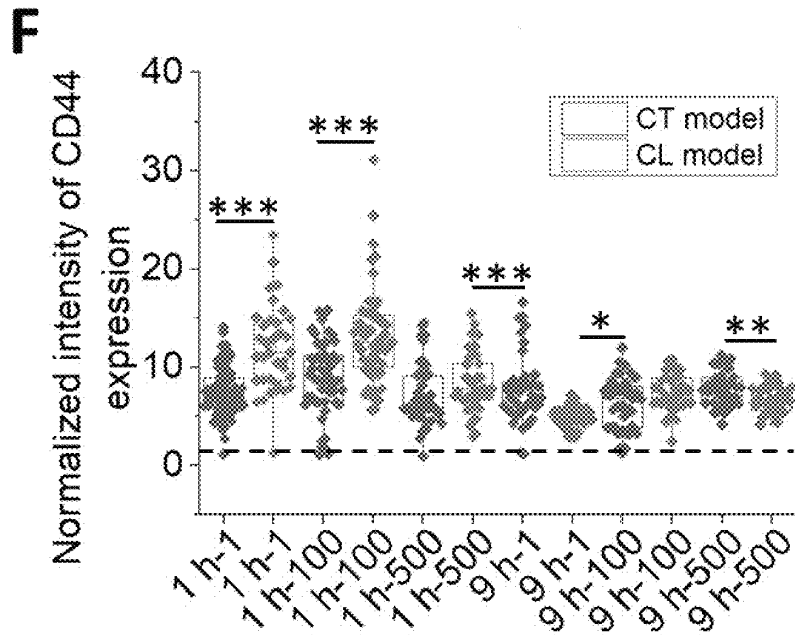 F
Normalized intensity of CD44
expression
40
30
20
10
0
***
***
***
*
**
CT model
CL model
1 h-1
1 h-1
1 h-100
1 h-100
1 h-500
1 h-500
9 h-1
9 h-1
9 h-100
9 h-100
9 h-500
9 h-500